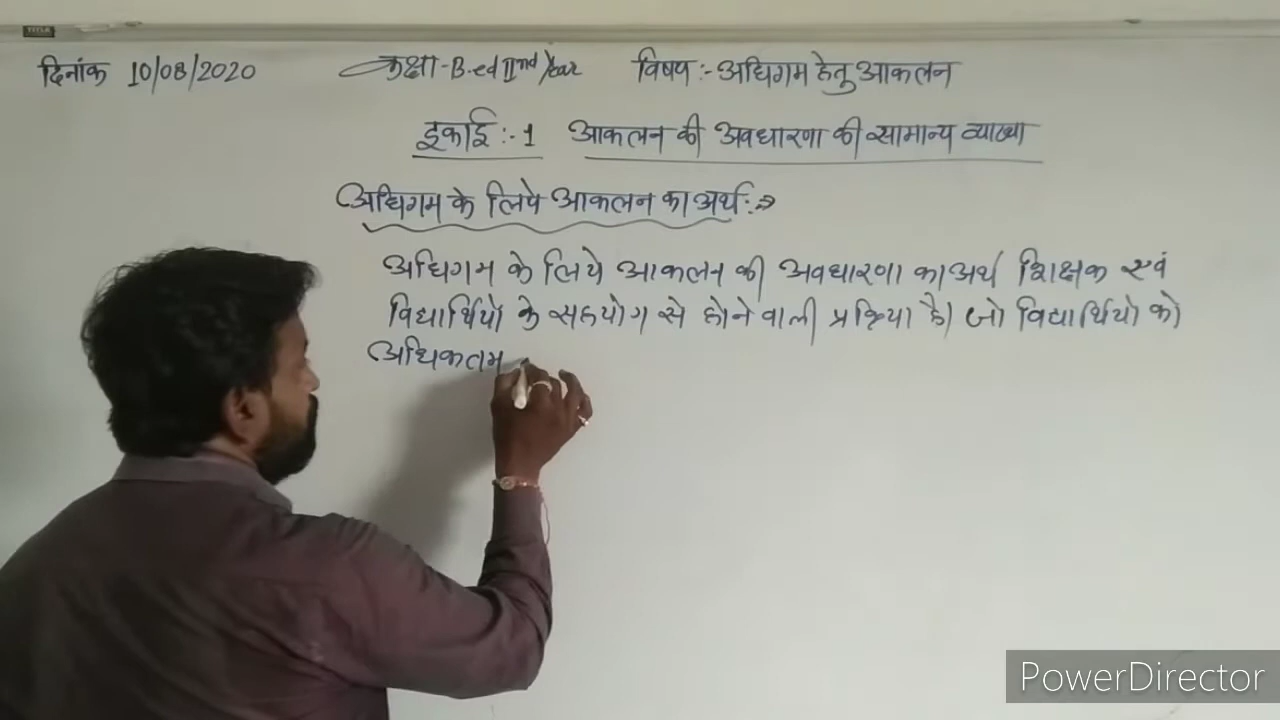 दिनांक 10/08/2020 कक्षा-B.ed IInd Year विषय:- अधिगम हेतु आकलन
इकाई:-1 आकलन की अवधारणा की सामान्य व्याख्या
अधिगम के लिये आकलन का अर्थ:→
अधिगम के लिये आकलन की अवधारणा का अर्थ शिक्षक एवं
विद्यार्थियों के सहयोग से होने वाली प्रक्रिया है। जो विद्यार्थियों को
अधिकतम
PowerDirector